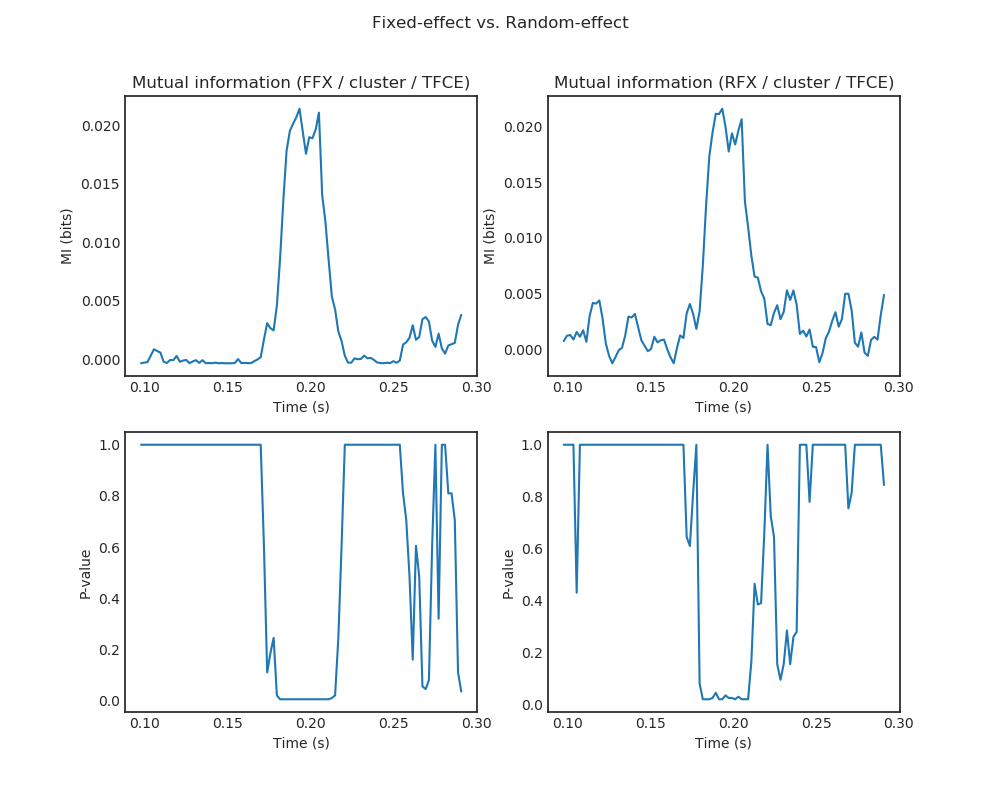 Fixed-effect vs. Random-effect
Mutual information (FFX / cluster / TFCE)
MI (bits)
0.020
0.015
0.010
0.005
0.000
0.10 0.15 0.20 0.25 0.30
Time (s)
Mutual information (RFX / cluster / TFCE)
MI (bits)
0.020
0.015
0.010
0.005
0.000
0.10 0.15 0.20 0.25 0.30
Time (s)
P-value
1.0
0.8
0.6
0.4
0.2
0.0
0.10 0.15 0.20 0.25 0.30
Time (s)
P-value
1.0
0.8
0.6
0.4
0.2
0.0
0.10 0.15 0.20 0.25 0.30
Time (s)